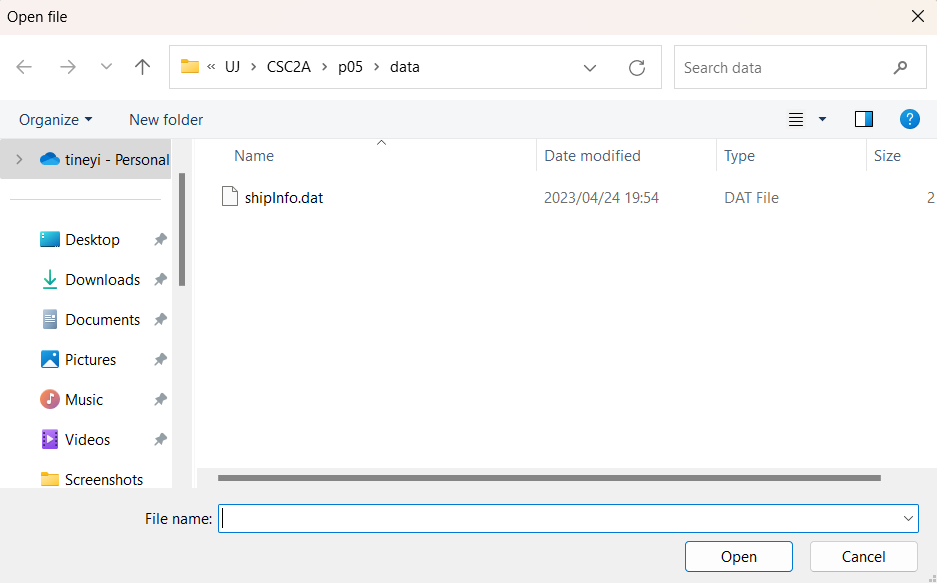 Open file
« UJ > CSC2A > p05 > data
Search data
Organize
New folder
tineyi - Personal
Name
Date modified
Type
Size
shipInfo.dat
2023/04/24 19:54
DAT File
2
Desktop
Downloads
Documents
Pictures
Music
Videos
Screenshots
File name:
Open
Cancel